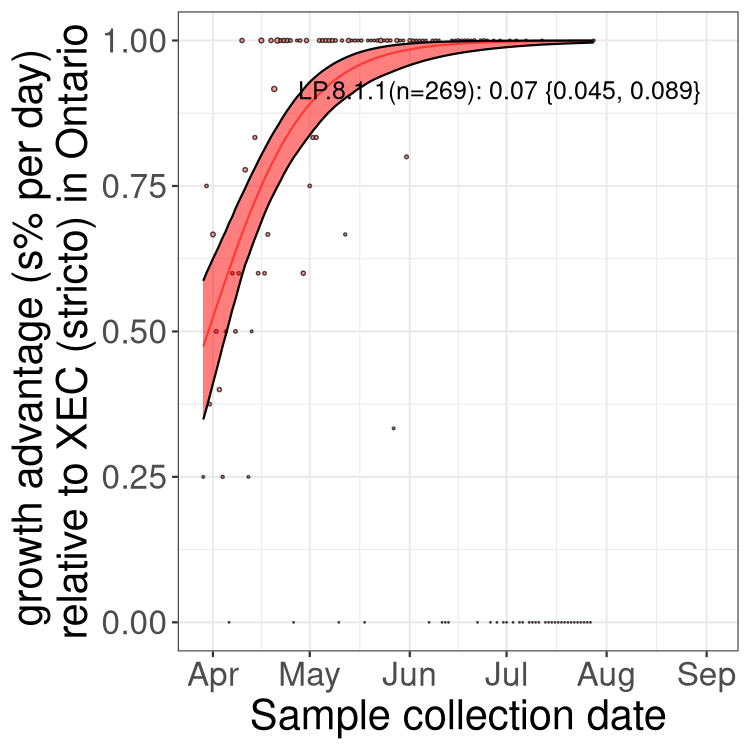 growth advantage (s% per day)
relative to XEC (stricto) in Ontario
1.00
0.75
0.50
0.25
0.00
LP.8.1.1(n=269): 0.07 {0.045, 0.089}
Apr May Jun Jul Aug Sep
Sample collection date